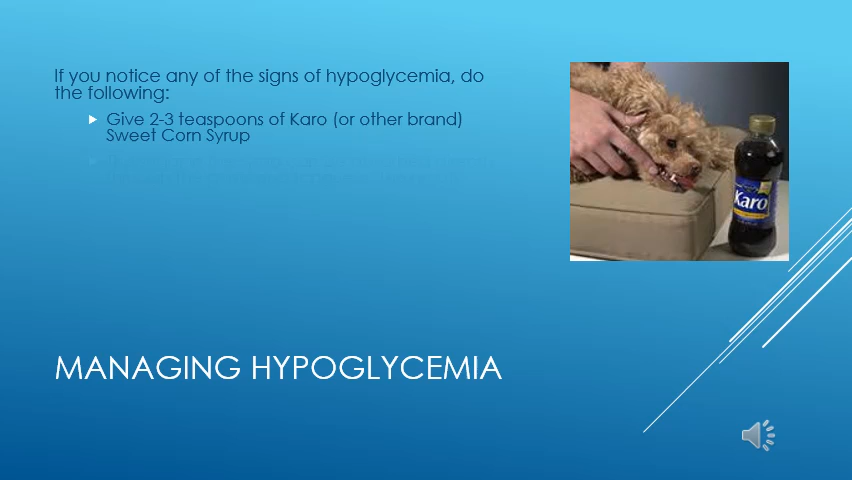 If you notice any of the signs of hypoglycemia, do
the following:
Give 2-3 teaspoons of Karo (or other brand)
Sweet Corn Syrup
Karo
MANAGING HYPOGLYCEMIA